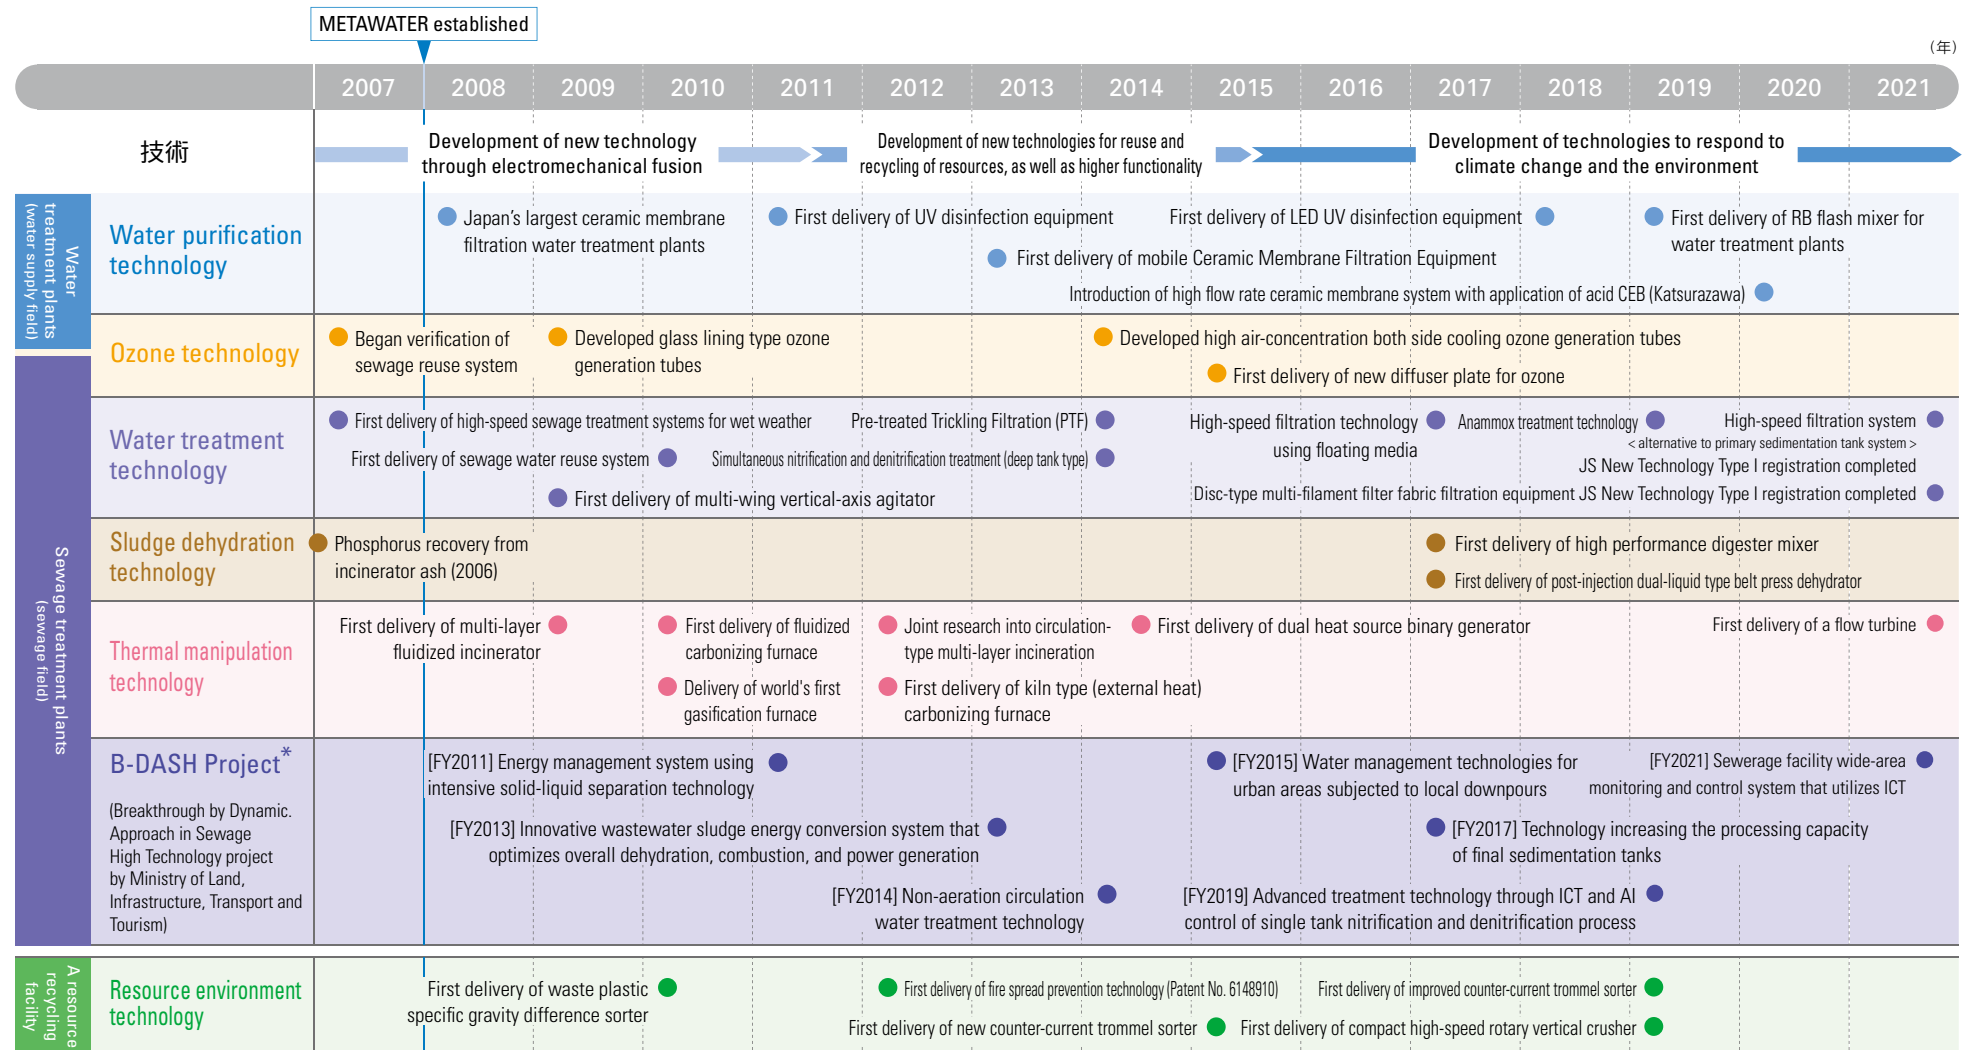 METAWATER established
(年)
2007 2008 2009 2010 2011 2012 2013 2014 2015 2016 2017 2018 2019 2020 2021
技術
Development of new technology
through electromechanical fusion
Development of new technologies for reuse and
recycling of resources, as well as higher functionality
Development of technologies to respond to
climate change and the environment
Water
treatment plants
(water supply field)
Water purification
technology
Japan's largest ceramic membrane
filtration water treatment plants
First delivery of UV disinfection equipment
First delivery of LED UV disinfection equipment
First delivery of RB flash mixer for
water treatment plants
First delivery of mobile Ceramic Membrane Filtration Equipment
Introduction of high flow rate ceramic membrane system with application of acid CEB (Katsurazawa)
Ozone technology
Began verification of
sewage reuse system
Developed glass lining type ozone
generation tubes
Developed high air-concentration both side cooling ozone generation tubes
First delivery of new diffuser plate for ozone
Sewage treatment plants
(sewage field)
Water treatment
technology
First delivery of high-speed sewage treatment systems for wet weather
Pre-treated Trickling Filtration (PTF)
High-speed filtration technology
using floating media
Anammox treatment technology
High-speed filtration system
< alternative to primary sedimentation tank system >
JS New Technology Type I registration completed
First delivery of sewage water reuse system
Simultaneous nitrification and denitrification treatment (deep tank type)
First delivery of multi-wing vertical-axis agitator
Disc-type multi-filament filter fabric filtration equipment JS New Technology Type I registration completed
Sludge dehydration
technology
Phosphorus recovery from
incinerator ash (2006)
First delivery of high performance digester mixer
First delivery of post-injection dual-liquid type belt press dehydrator
Thermal manipulation
technology
First delivery of multi-layer
fluidized incinerator
First delivery of fluidized
carbonizing furnace
Joint research into circulation-
type multi-layer incineration
First delivery of dual heat source binary generator
First delivery of a flow turbine
Delivery of world's first
gasification furnace
First delivery of kiln type (external heat)
carbonizing furnace
B-DASH Project*
(Breakthrough by Dynamic.
Approach in Sewage
High Technology project
by Ministry of Land,
Infrastructure, Transport and
Tourism)
[FY2011] Energy management system using
intensive solid-liquid separation technology
[FY2015] Water management technologies for
urban areas subjected to local downpours
[FY2021] Sewerage facility wide-area
monitoring and control system that utilizes ICT
[FY2013] Innovative wastewater sludge energy conversion system that
optimizes overall dehydration, combustion, and power generation
[FY2017] Technology increasing the processing capacity
of final sedimentation tanks
[FY2014] Non-aeration circulation
water treatment technology
[FY2019] Advanced treatment technology through ICT and AI
control of single tank nitrification and denitrification process
A resource
recycling
facility
Resource environment
technology
First delivery of waste plastic
specific gravity difference sorter
First delivery of fire spread prevention technology (Patent No. 6148910)
First delivery of improved counter-current trommel sorter
First delivery of new counter-current trommel sorter
First delivery of compact high-speed rotary vertical crusher